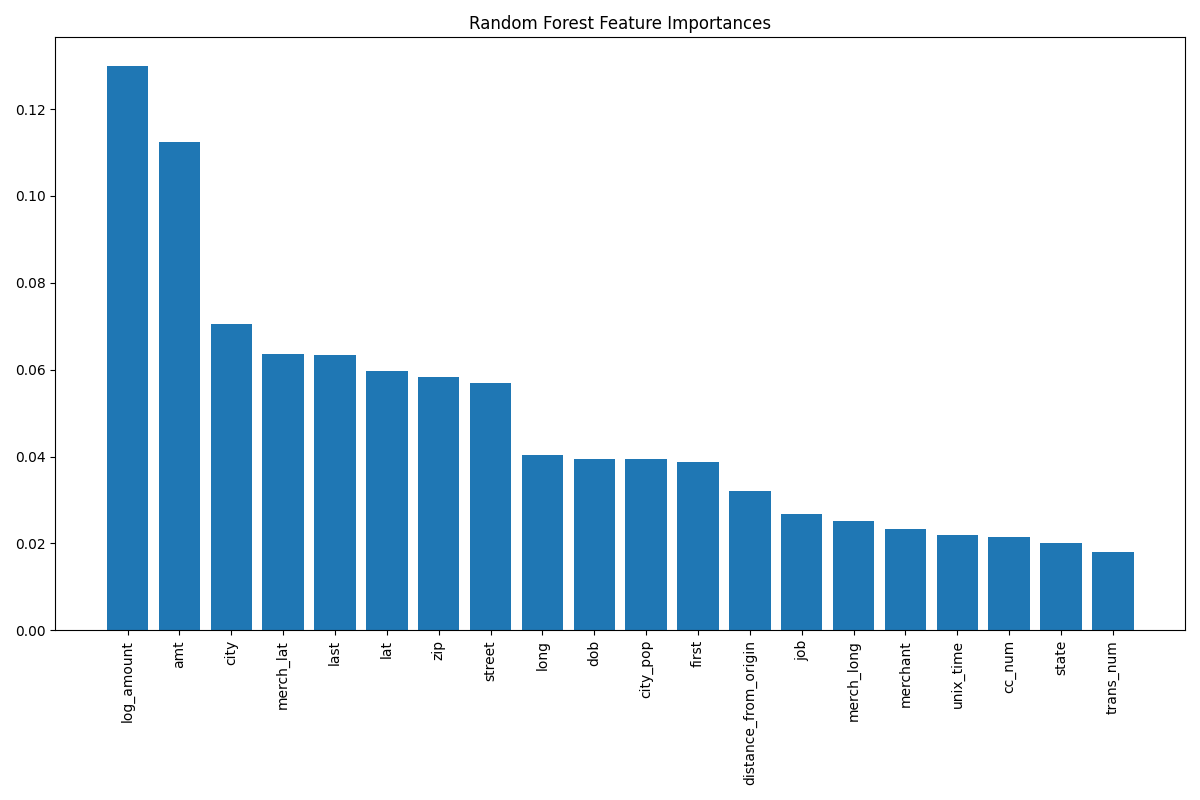 Random Forest Feature Importances
0.12
0.10
0.08
0.06
0.04
0.02
0.00
log_amount
amt
city
merch_lat
last
lat
zip
street
long
dob
city_pop
first
distance_from_origin
job
merch_long
merchant
unix_time
cc_num
state
trans_num